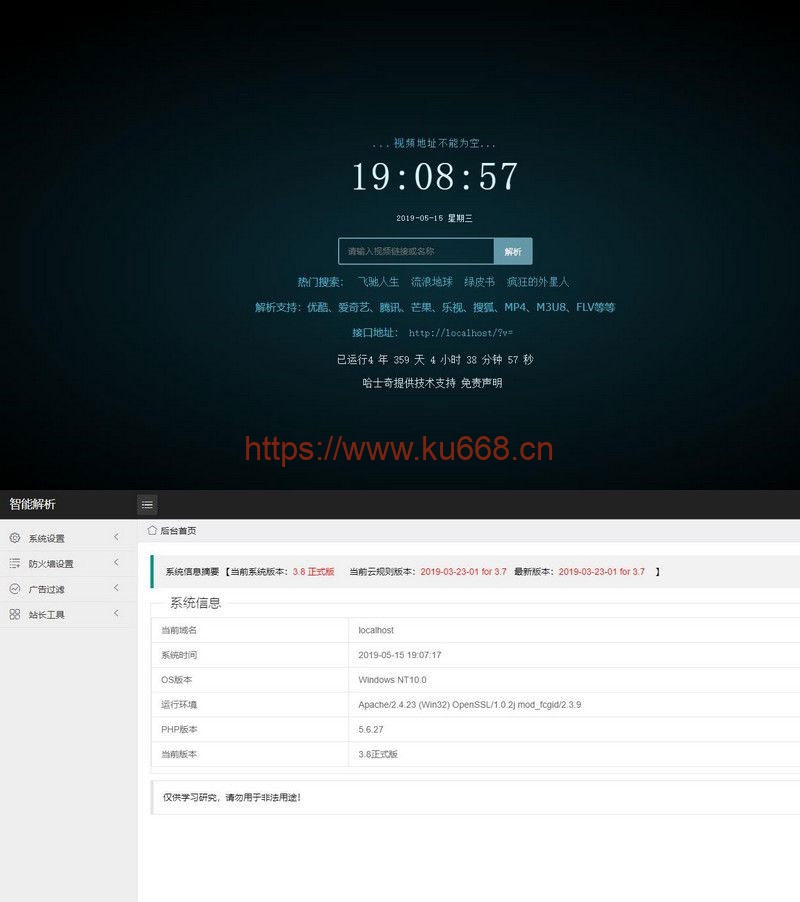 ...视频地址不能为空...
19:08:57
2019-05-15 星期三
请输入视频链接或名称 解析
热门搜索： 飞驰人生 流浪地球 绿皮书 疯狂的外星人
解析支持：优酷、爱奇艺、腾讯、芒果、乐视、搜狐、MP4、M3U8、FLV等等
接口地址： http://localhost/?v=
已运行4 年 359 天 4 小时 38 分钟 57 秒
哈士奇提供技术支持 免责声明
https://www.ku668.cn
智能解析
系统设置
防火墙设置
广告过滤
站长工具
后台首页
系统信息摘要 【当前系统版本：3.8 正式版 当前云规则版本：2019-03-23-01 for 3.7 最新版本：2019-03-23-01 for 3.7 】
系统信息
当前域名 localhost
系统时间 2019-05-15 19:07:17
OS版本 Windows NT10.0
运行环境 Apache/2.4.23 (Win32) OpenSSL/1.0.2j mod_fcgid/2.3.9
PHP版本 5.6.27
当前版本 3.8正式版
仅供学习研究，请勿用于非法用途！